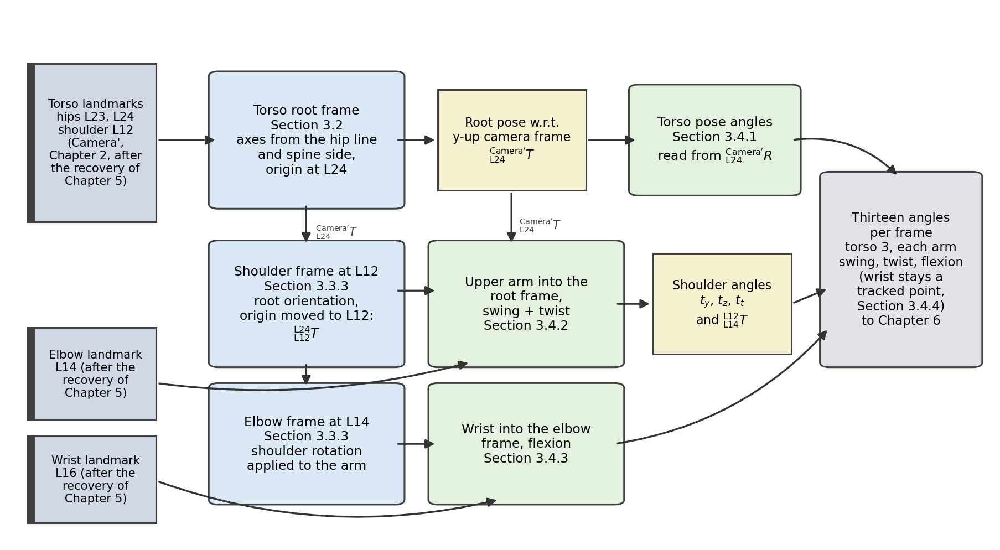 Torso landmarks
hips L23, L24
shoulder L12
(Camera',
Chapter 2, after
the recovery of
Chapter 5)
Torso root frame
Section 3.2
axes from the hip line
and spine side,
origin at L24
Root pose w.r.t.
y-up camera frame
Camera′
L24 T
Torso pose angles
Section 3.4.1
read from Camera′
L24 R
Camera′
L24 T
Camera′
L24 T
Shoulder frame at L12
Section 3.3.3
root orientation,
origin moved to L12:
L24
L12 T
Upper arm into the
root frame,
swing + twist
Section 3.4.2
Shoulder angles
t_y, t_z, t_t
and L12
L14 T
Thirteen angles
per frame
torso 3, each arm
swing, twist, flexion
(wrist stays a
tracked point,
Section 3.4.4)
to Chapter 6
Elbow landmark
L14 (after the
recovery of
Chapter 5)
Elbow frame at L14
Section 3.3.3
shoulder rotation
applied to the arm
Wrist into the elbow
frame, flexion
Section 3.4.3
Wrist landmark
L16 (after the
recovery of
Chapter 5)